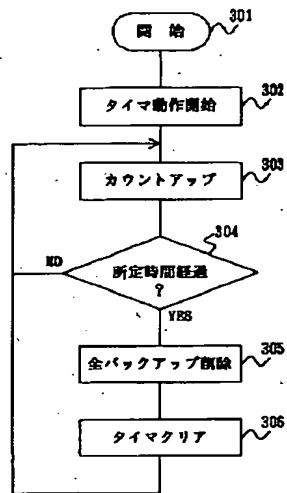 301
開始
302
タイマ動作開始
303
カウントアップ
304
所定時間経過
?
NO
YES
305
全バックアップ削除
306
タイマクリア